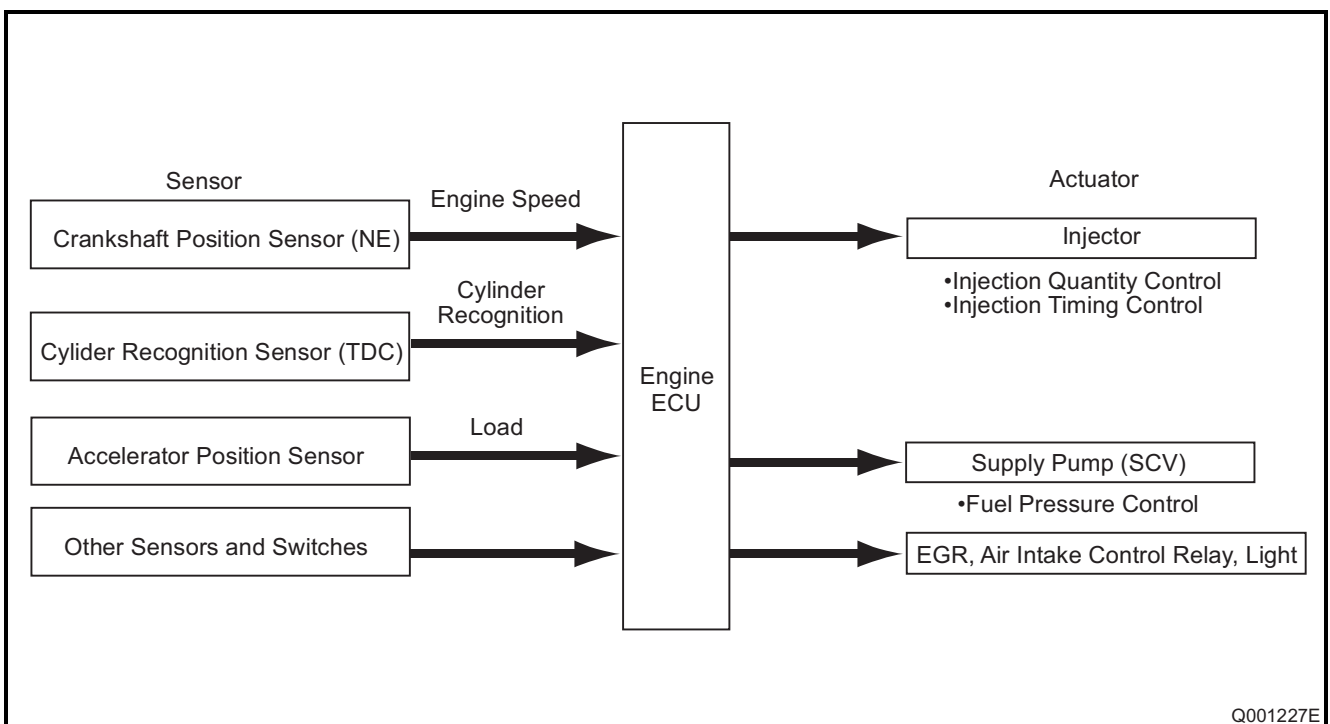 Sensor
Engine Speed
Crankshaft Position Sensor (NE)
Cylinder
Recognition
Cylider Recognition Sensor (TDC)
Load
Accelerator Position Sensor
Other Sensors and Switches
Engine
ECU
Actuator
Injector
•Injection Quantity Control
•Injection Timing Control
Supply Pump (SCV)
•Fuel Pressure Control
EGR, Air Intake Control Relay, Light
Q001227E